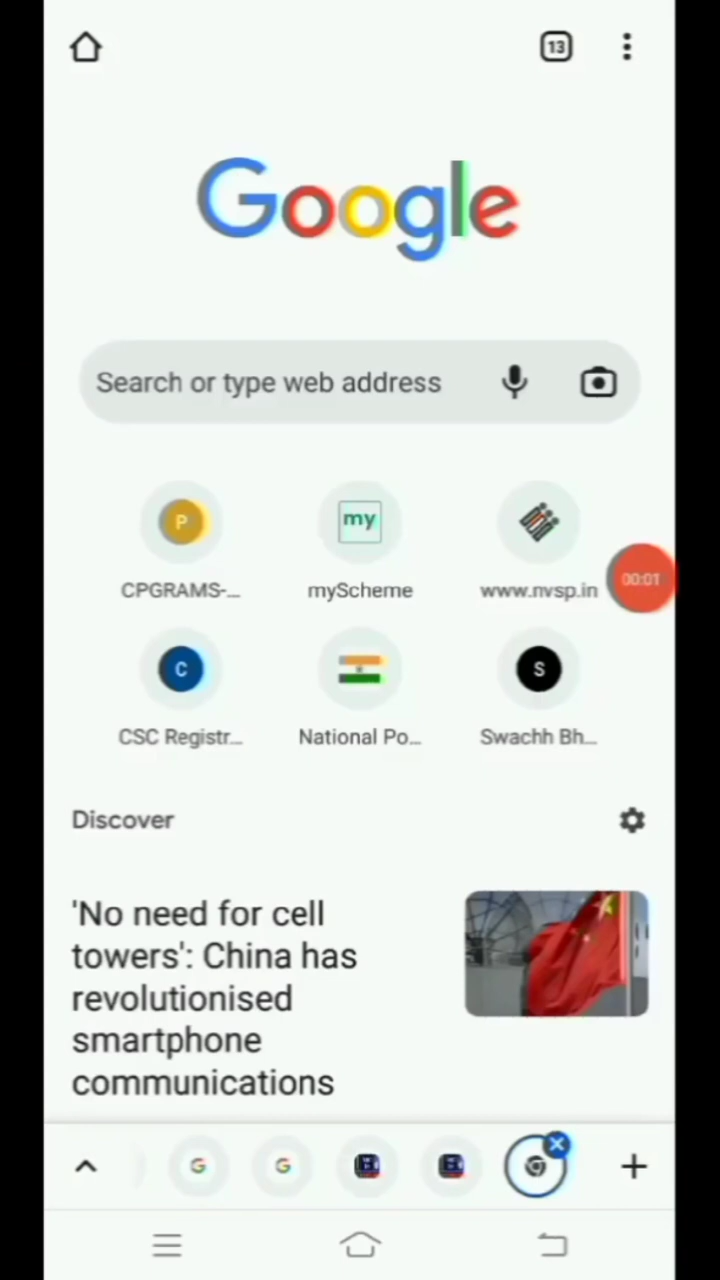 13
Google
Search or type web address
P
my
CPGRAMS-...
myScheme
www.nvsp.in
00:01
C
S
CSC Registr...
National Po...
Swachh Bh...
Discover
'No need for cell
towers': China has
revolutionised
smartphone
communications
G
G